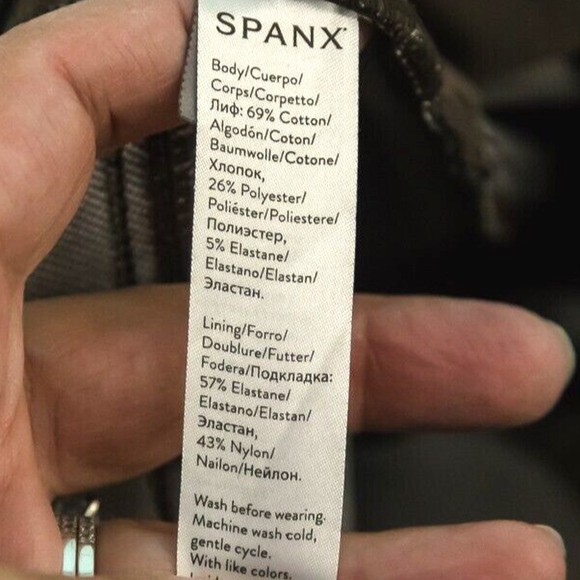 SPANX
Body/Cuerpo/
Corps/Corpetto/
Лиф: 69% Cotton/
Algodón/Coton/
Baumwolle/Cotone/
Хлопок,
26% Polyester/
Poliéster/Poliestere/
Полиэстер,
5% Elastane/
Elastano/Elastan/
Эластан.
Lining/Forro/
Doublure/Futter/
Fodera/Подкладка:
57% Elastane/
Elastano/Elastan/
Эластан,
43% Nylon/
Nailon/Нейлон.
Wash before wearing.
Machine wash cold,
gentle cycle.
With like colors.